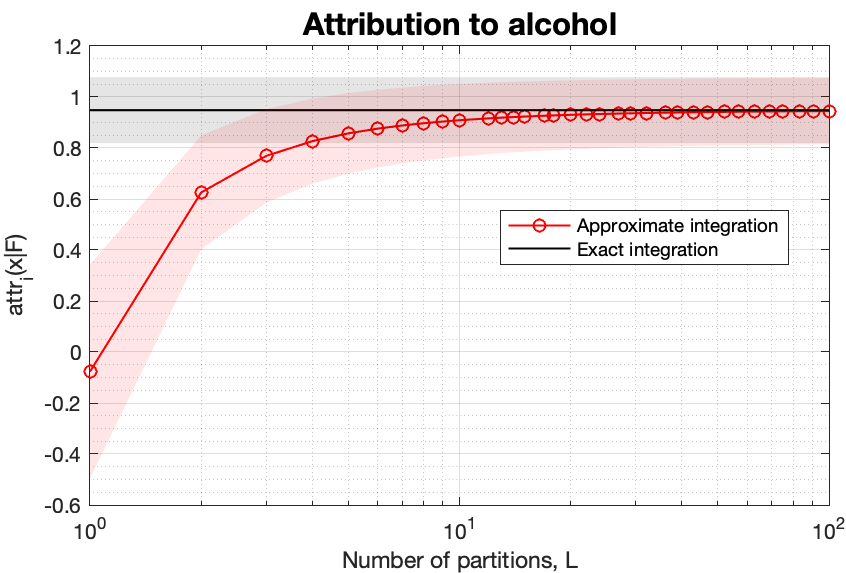 Attribution to alcohol
1.2
1
0.8
0.6
0.4
0.2
0
-0.2
-0.4
-0.6
attr_i(x|F)
Approximate integration
Exact integration
10^0
10^1
10^2
Number of partitions, L